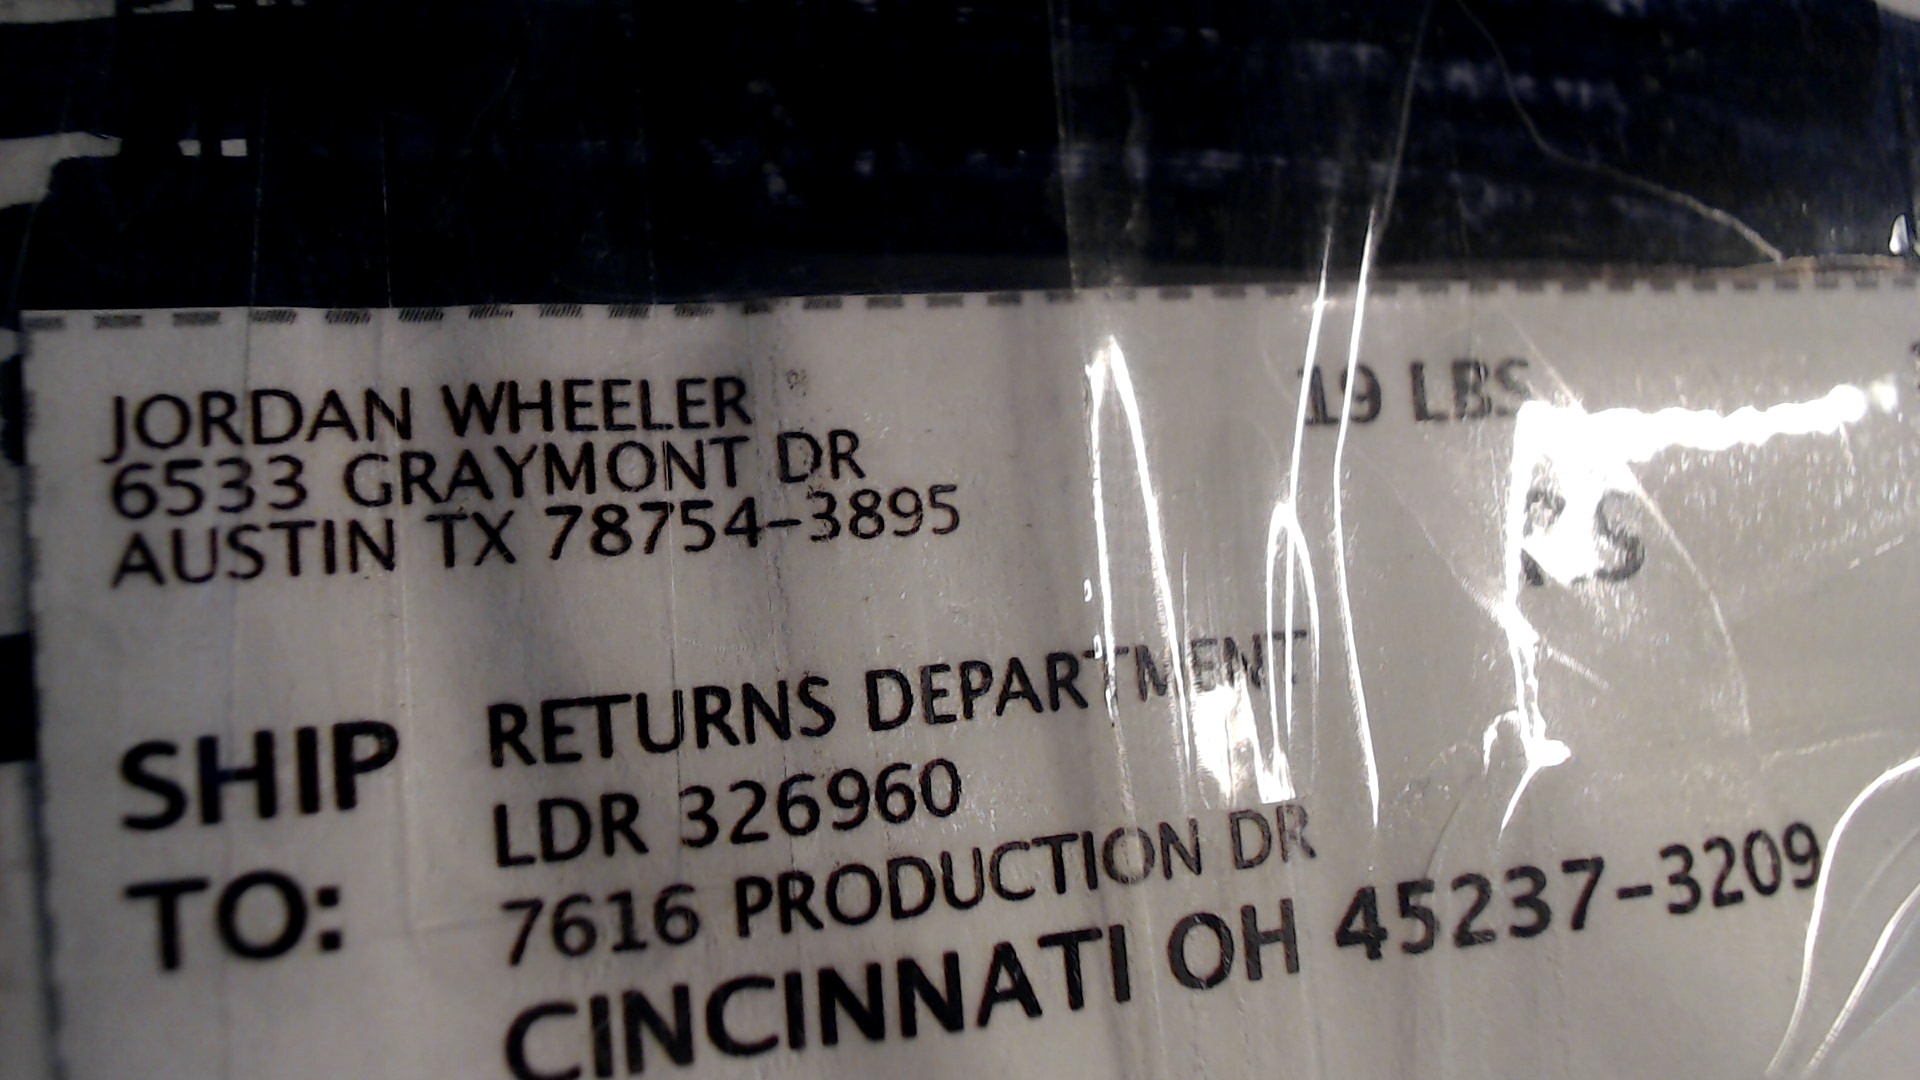 JORDAN WHEELER
6533 GRAYMONT DR
AUSTIN TX 78754-3895
19 LBS
RS
SHIP TO:
RETURNS DEPARTMENT
LDR 326960
7616 PRODUCTION DR
CINCINNATI OH 45237-3209